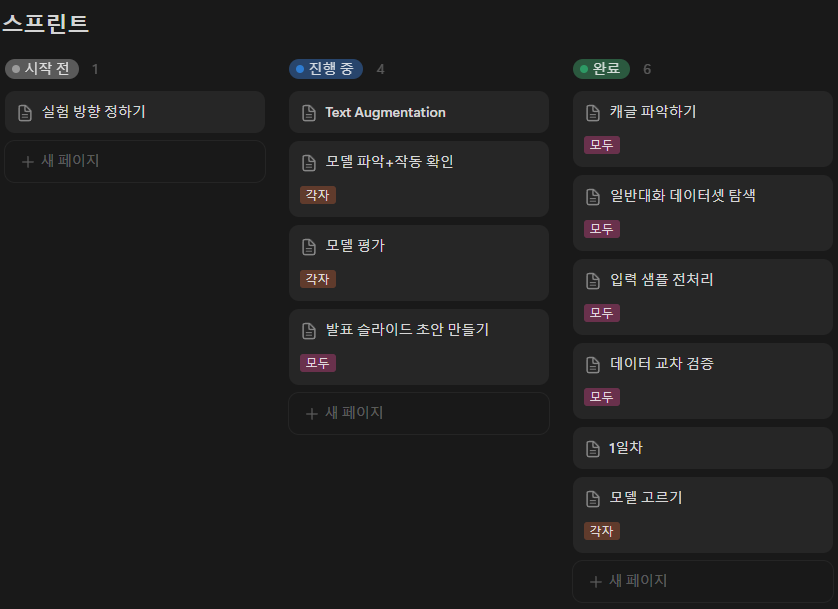 스프린트
시작 전 1
실험 방향 정하기
+ 새 페이지
진행 중 4
Text Augmentation
모델 파악+작동 확인
각자
모델 평가
각자
발표 슬라이드 초안 만들기
모두
+ 새 페이지
완료 6
캐글 파악하기
모두
일반대화 데이터셋 탐색
모두
입력 샘플 전처리
모두
데이터 교차 검증
모두
1일차
모델 고르기
각자
+ 새 페이지